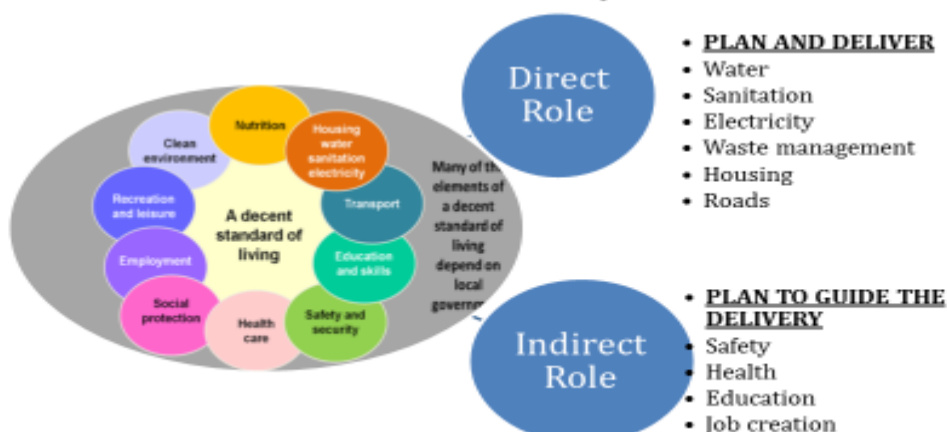 Nutrition
Housing
water
sanitation
electricity
Clean
environment
Recreation
and leisure
Transport
A decent
standard of
living
Employment
Education
and skills
Social
protection
Health
care
Safety and
security
Many of the
elements of
a decent
standard of
living
depend on
local
Direct
Role
• PLAN AND DELIVER
• Water
• Sanitation
• Electricity
• Waste management
• Housing
• Roads
Indirect
Role
• PLAN TO GUIDE THE
DELIVERY
• Safety
• Health
• Education
• Job creation